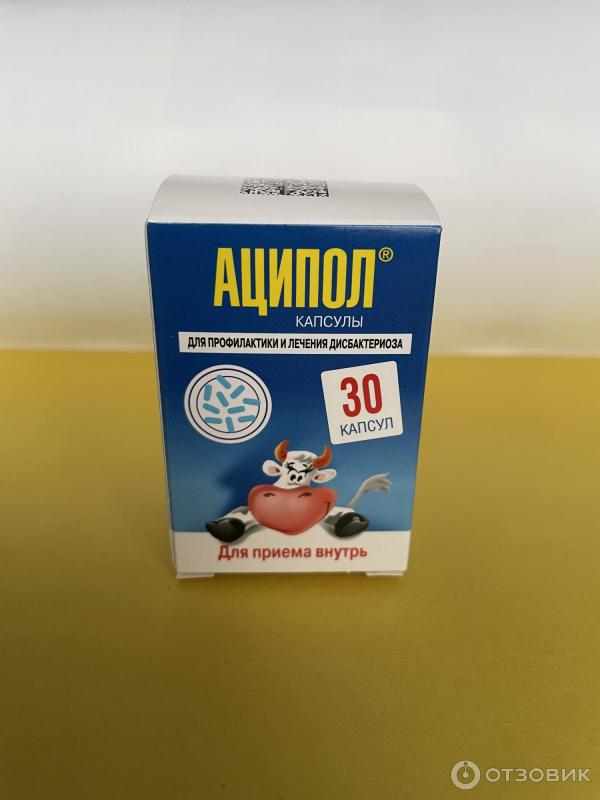 АЦИПОЛ®
КАПСУЛЫ
ДЛЯ ПРОФИЛАКТИКИ И ЛЕЧЕНИЯ ДИСБАКТЕРИОЗА
30
КАПСУЛ
Для приема внутрь
ОТЗОВИК